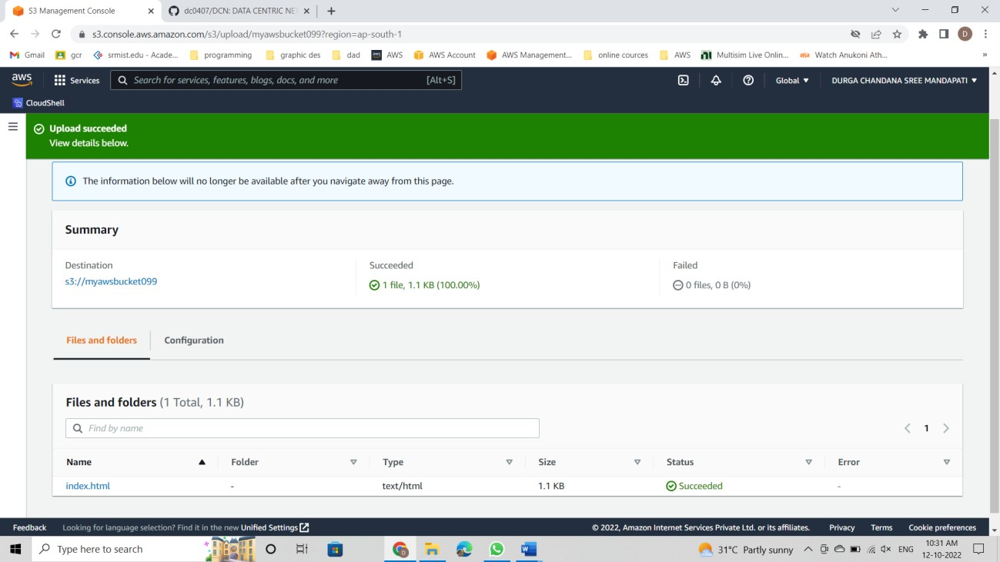 S3 Management Console
dc0407/DCN: DATA CENTRIC NE
s3.console.aws.amazon.com/s3/upload/myawsbucket099?region=ap-south-1
D
Gmail gcr srmist.edu - Acade... programming graphic des dad AWS AWS Account AWS Management... online cources AWS Multisim Live Onlin... Watch Anukoni Ath... »
aws Services Search for services, features, blogs, docs, and more [Alt+S] Global DURGA CHANDANA SREE MANDAPATI
CloudShell
Upload succeeded
View details below.
The information below will no longer be available after you navigate away from this page.
Summary
Destination Succeeded Failed
s3://myawsbucket099 1 file, 1.1 KB (100.00%) 0 files, 0 B (0%)
Files and folders Configuration
Files and folders (1 Total, 1.1 KB)
Find by name 1
Name Folder Type Size Status Error
index.html - text/html 1.1 KB Succeeded -
Feedback Looking for language selection? Find it in the new Unified Settings © 2022, Amazon Internet Services Private Ltd. or its affiliates. Privacy Terms Cookie preferences
Type here to search 31°C Partly sunny ENG 10:31 AM
12-10-2022